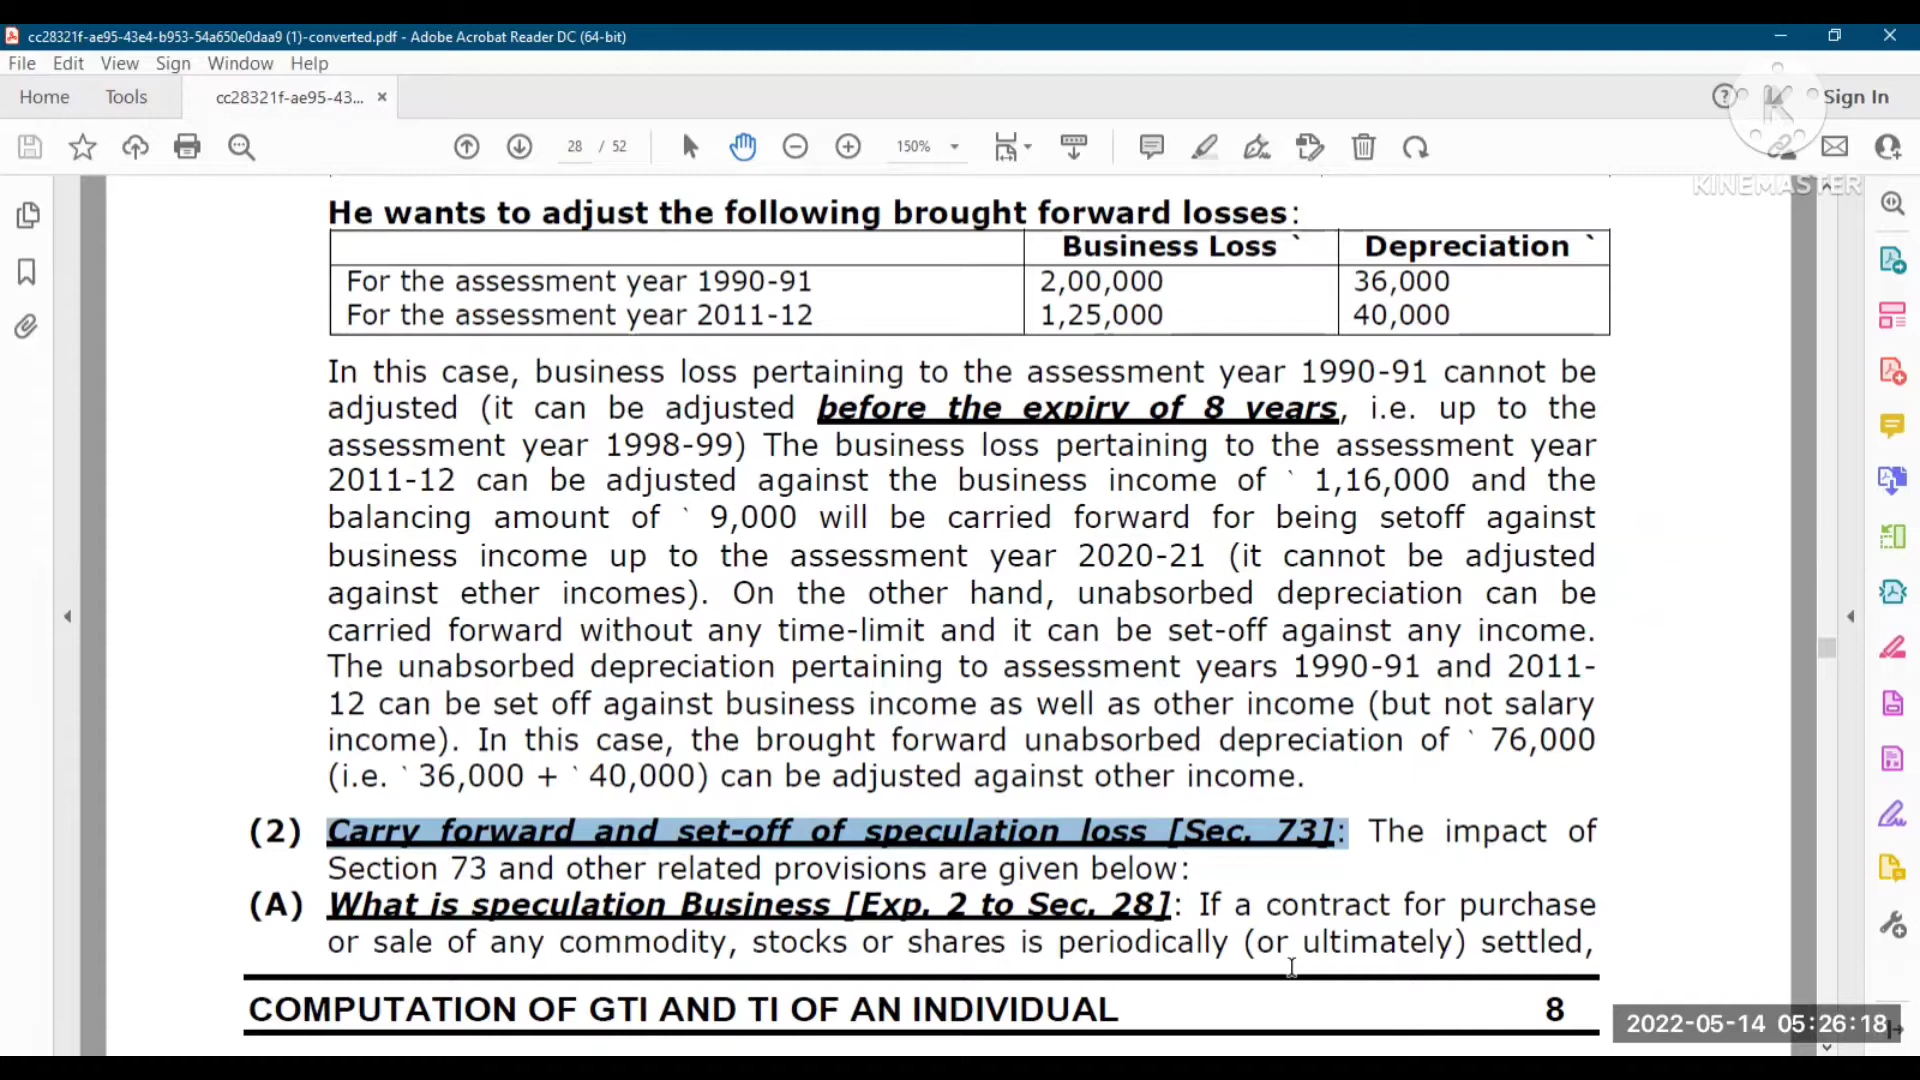 cc28321f-ae95-43e4-b953-54a650e0daa9 (1)-converted.pdf - Adobe Acrobat Reader DC (64-bit)
File Edit View Sign Window Help
Home Tools cc28321f-ae95-43... × Sign In
28 / 52 150%
KINEMASTER
He wants to adjust the following brought forward losses:
Business Loss ` Depreciation `
For the assessment year 1990-91 2,00,000 36,000
For the assessment year 2011-12 1,25,000 40,000
In this case, business loss pertaining to the assessment year 1990-91 cannot be
adjusted (it can be adjusted before the expiry of 8 years, i.e. up to the
assessment year 1998-99) The business loss pertaining to the assessment year
2011-12 can be adjusted against the business income of ` 1,16,000 and the
balancing amount of ` 9,000 will be carried forward for being setoff against
business income up to the assessment year 2020-21 (it cannot be adjusted
against ether incomes). On the other hand, unabsorbed depreciation can be
carried forward without any time-limit and it can be set-off against any income.
The unabsorbed depreciation pertaining to assessment years 1990-91 and 2011-
12 can be set off against business income as well as other income (but not salary
income). In this case, the brought forward unabsorbed depreciation of ` 76,000
(i.e. ` 36,000 + ` 40,000) can be adjusted against other income.
(2) Carry forward and set-off of speculation loss [Sec. 73]: The impact of
Section 73 and other related provisions are given below:
(A) What is speculation Business [Exp. 2 to Sec. 28]: If a contract for purchase
or sale of any commodity, stocks or shares is periodically (or ultimately) settled,
COMPUTATION OF GTI AND TI OF AN INDIVIDUAL 8
2022-05-14 05:26:18